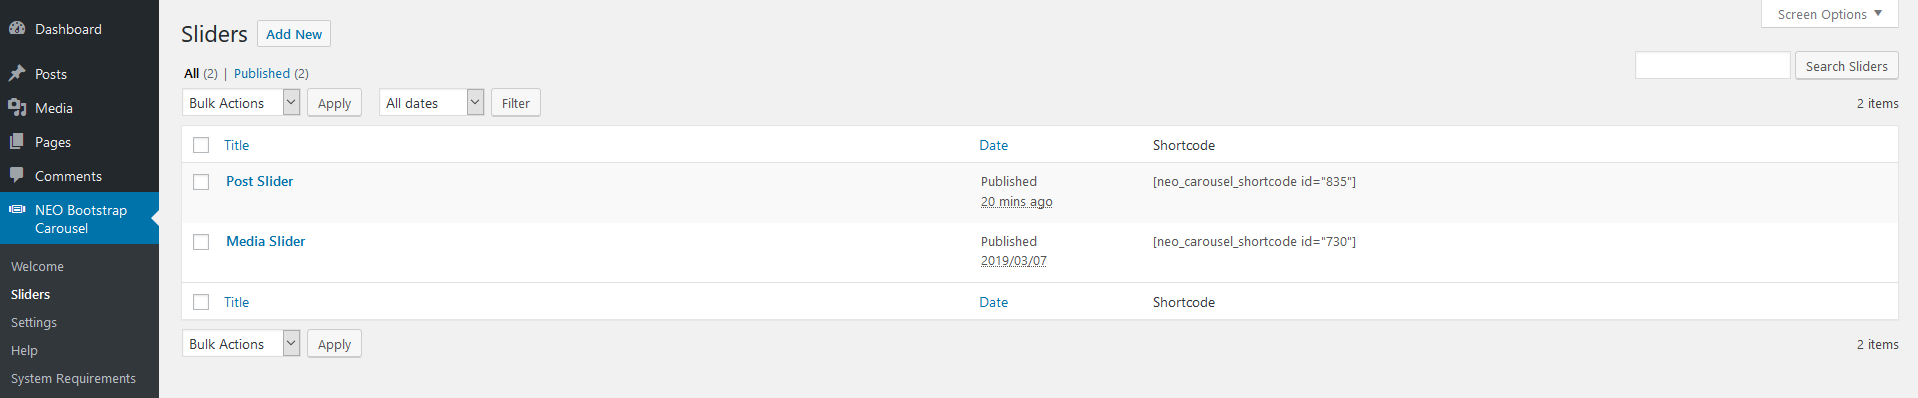 Dashboard
Posts
Media
Pages
Comments
NEO Bootstrap
Carousel
Welcome
Sliders
Settings
Help
System Requirements
Screen Options
Sliders Add New
All (2) | Published (2)
Search Sliders
Bulk Actions Apply All dates Filter 2 items
Title Date Shortcode
Post Slider Published [neo_carousel_shortcode id="835"]
20 mins ago
Media Slider Published [neo_carousel_shortcode id="730"]
2019/03/07
Title Date Shortcode
Bulk Actions Apply 2 items